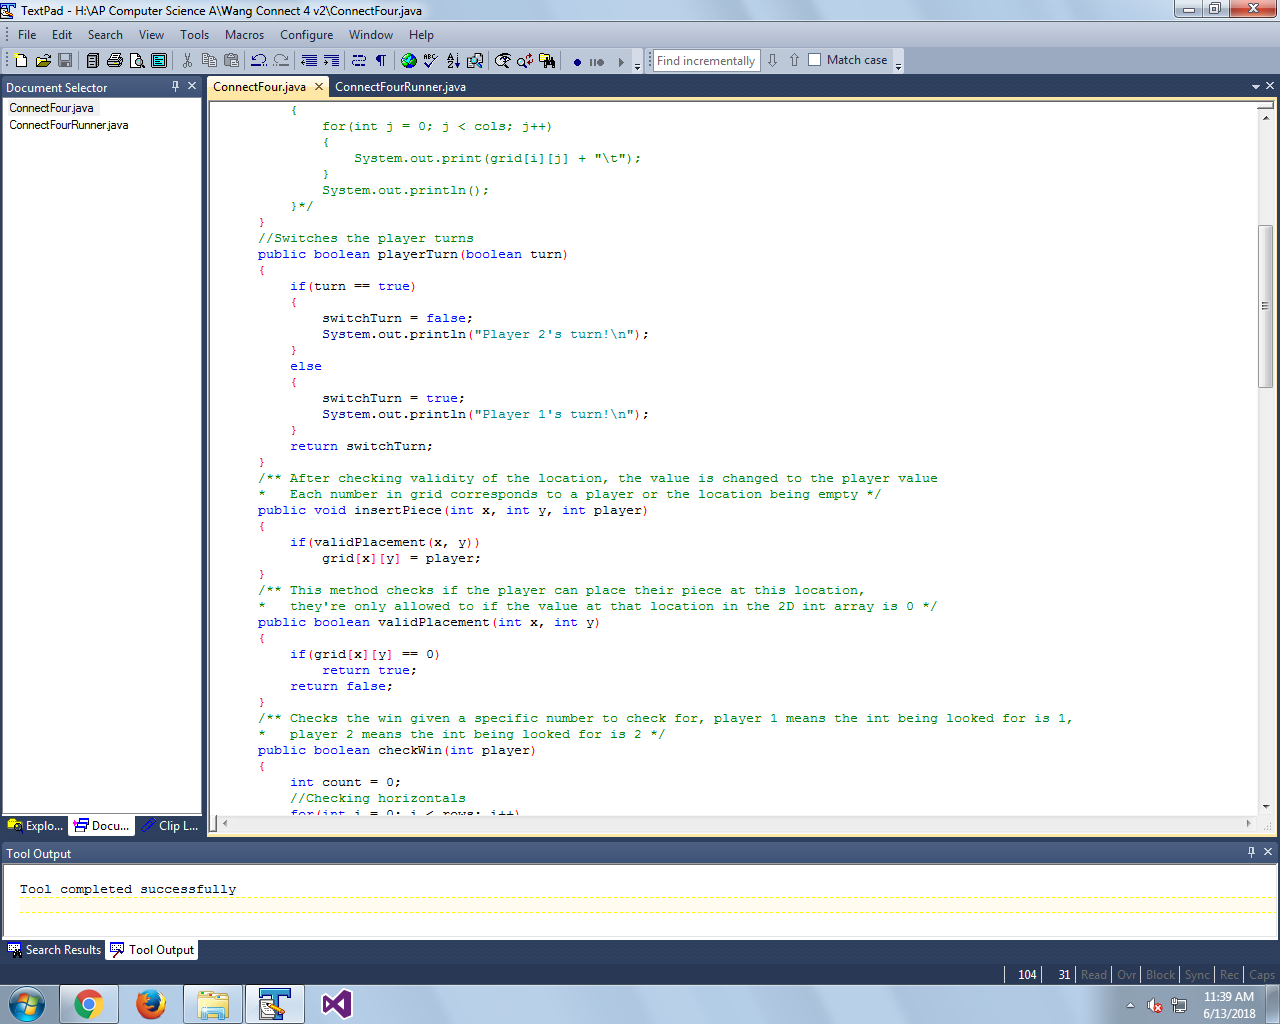 TextPad - H:\AP Computer Science A\Wang Connect 4 v2\ConnectFour.java
File Edit Search View Tools Macros Configure Window Help
Find incrementally Match case
Document Selector
ConnectFour.java
ConnectFourRunner.java
ConnectFour.java ConnectFourRunner.java
{
for(int j = 0; j < cols; j++)
{
System.out.print(grid[i][j] + "\t");
}
System.out.println();
}*/
}
//Switches the player turns
public boolean playerTurn(boolean turn)
{
if(turn == true)
{
switchTurn = false;
System.out.println("Player 2's turn!\n");
}
else
{
switchTurn = true;
System.out.println("Player 1's turn!\n");
}
return switchTurn;
}
/** After checking validity of the location, the value is changed to the player value
* Each number in grid corresponds to a player or the location being empty */
public void insertPiece(int x, int y, int player)
{
if(validPlacement(x, y))
grid[x][y] = player;
}
/** This method checks if the player can place their piece at this location,
* they're only allowed to if the value at that location in the 2D int array is 0 */
public boolean validPlacement(int x, int y)
{
if(grid[x][y] == 0)
return true;
return false;
}
/** Checks the win given a specific number to check for, player 1 means the int being looked for is 1,
* player 2 means the int being looked for is 2 */
public boolean checkWin(int player)
{
int count = 0;
//Checking horizontals
for(int i = 0; i < rows; i++)
Explo... Docu... Clip L...
Tool Output
Tool completed successfully
Search Results Tool Output
104 31 Read Ovr Block Sync Rec Caps
11:39 AM
6/13/2018